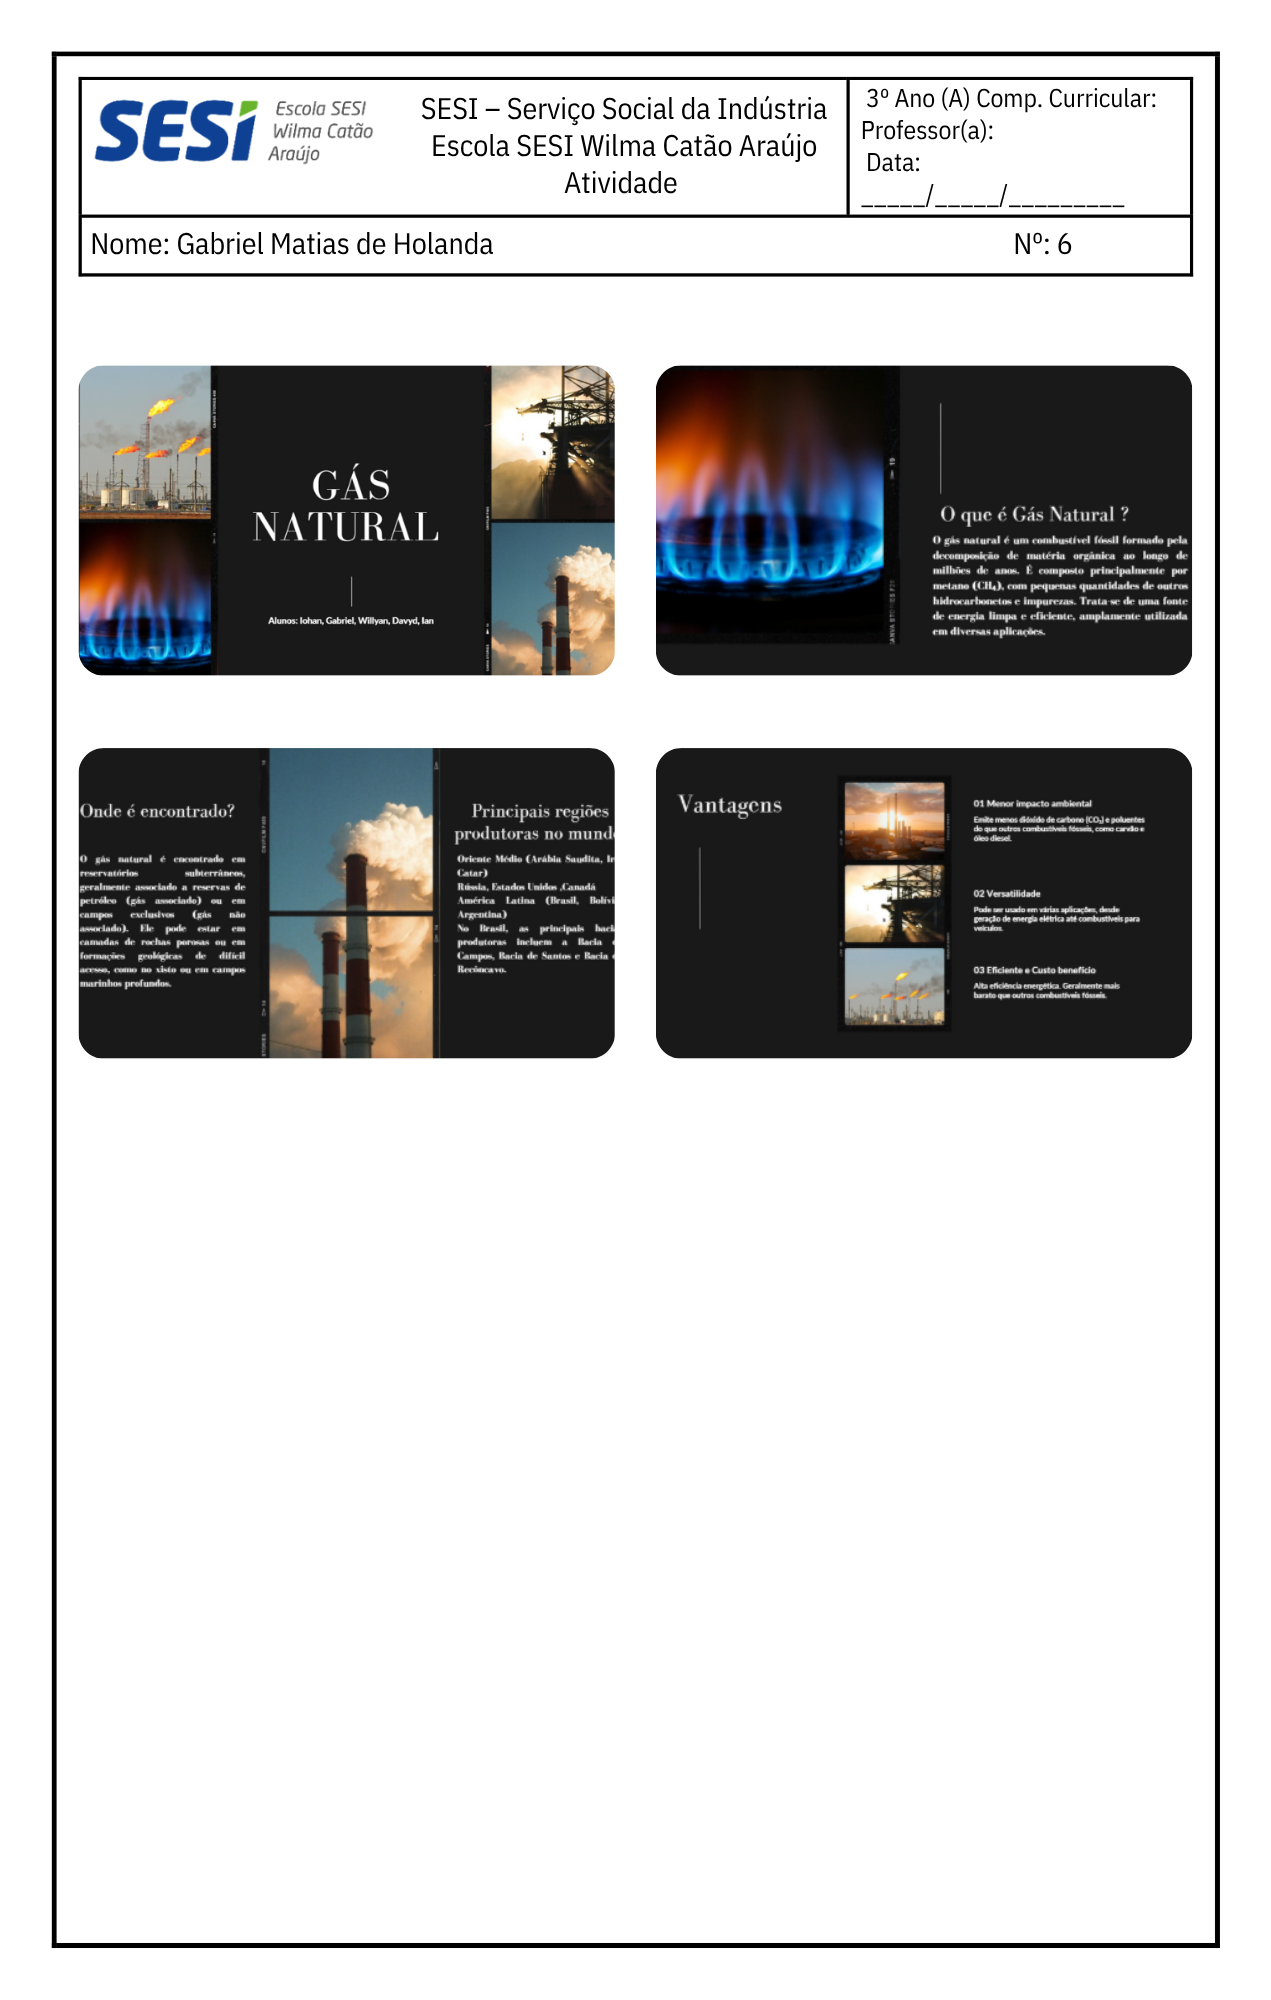 SESI
Escola SESI
Wilma Catão
Araújo
SESI – Serviço Social da Indústria
Escola SESI Wilma Catão Araújo
Atividade
3º Ano (A) Comp. Curricular:
Professor(a):
Data:
_____/_____/_________
Nome: Gabriel Matias de Holanda Nº: 6
GÁS
NATURAL
Alunos: Iohan, Gabriel, Willyan, Davyd, Ian
O que é Gás Natural ?
O gás natural é um combustível fóssil formado pela
decomposição de matéria orgânica ao longo de
milhões de anos. É composto principalmente por
metano (CH₄), com pequenas quantidades de outros
hidrocarbonetos e impurezas. Trata-se de uma fonte
de energia limpa e eficiente, amplamente utilizada
em diversas aplicações.
Onde é encontrado?
O gás natural é encontrado em
reservatórios subterrâneos,
geralmente associado a reservas de
petróleo (gás associado) ou em
campos exclusivos (gás não
associado). Ele pode estar em
camadas de rochas porosas ou em
formações geológicas de difícil
acesso, como no xisto ou em campos
marinhos profundos.
Principais regiões
produtoras no mund
Oriente Médio (Arábia Saudita, Ir
Catar)
Rússia, Estados Unidos ,Canadá
América Latina (Brasil, Bolívi
Argentina)
No Brasil, as principais baci
produtoras incluem a Bacia
Campos, Bacia de Santos e Bacia
Recôncavo.
Vantagens
01 Menor impacto ambiental
Emite menos dióxido de carbono (CO₂) e poluentes
do que outros combustíveis fósseis, como carvão e
óleo diesel.
02 Versatilidade
Pode ser usado em várias aplicações, desde
geração de energia elétrica até combustíveis para
veículos.
03 Eficiente e Custo benefício
Alta eficiência energética. Geralmente mais
barato que outros combustíveis fósseis.